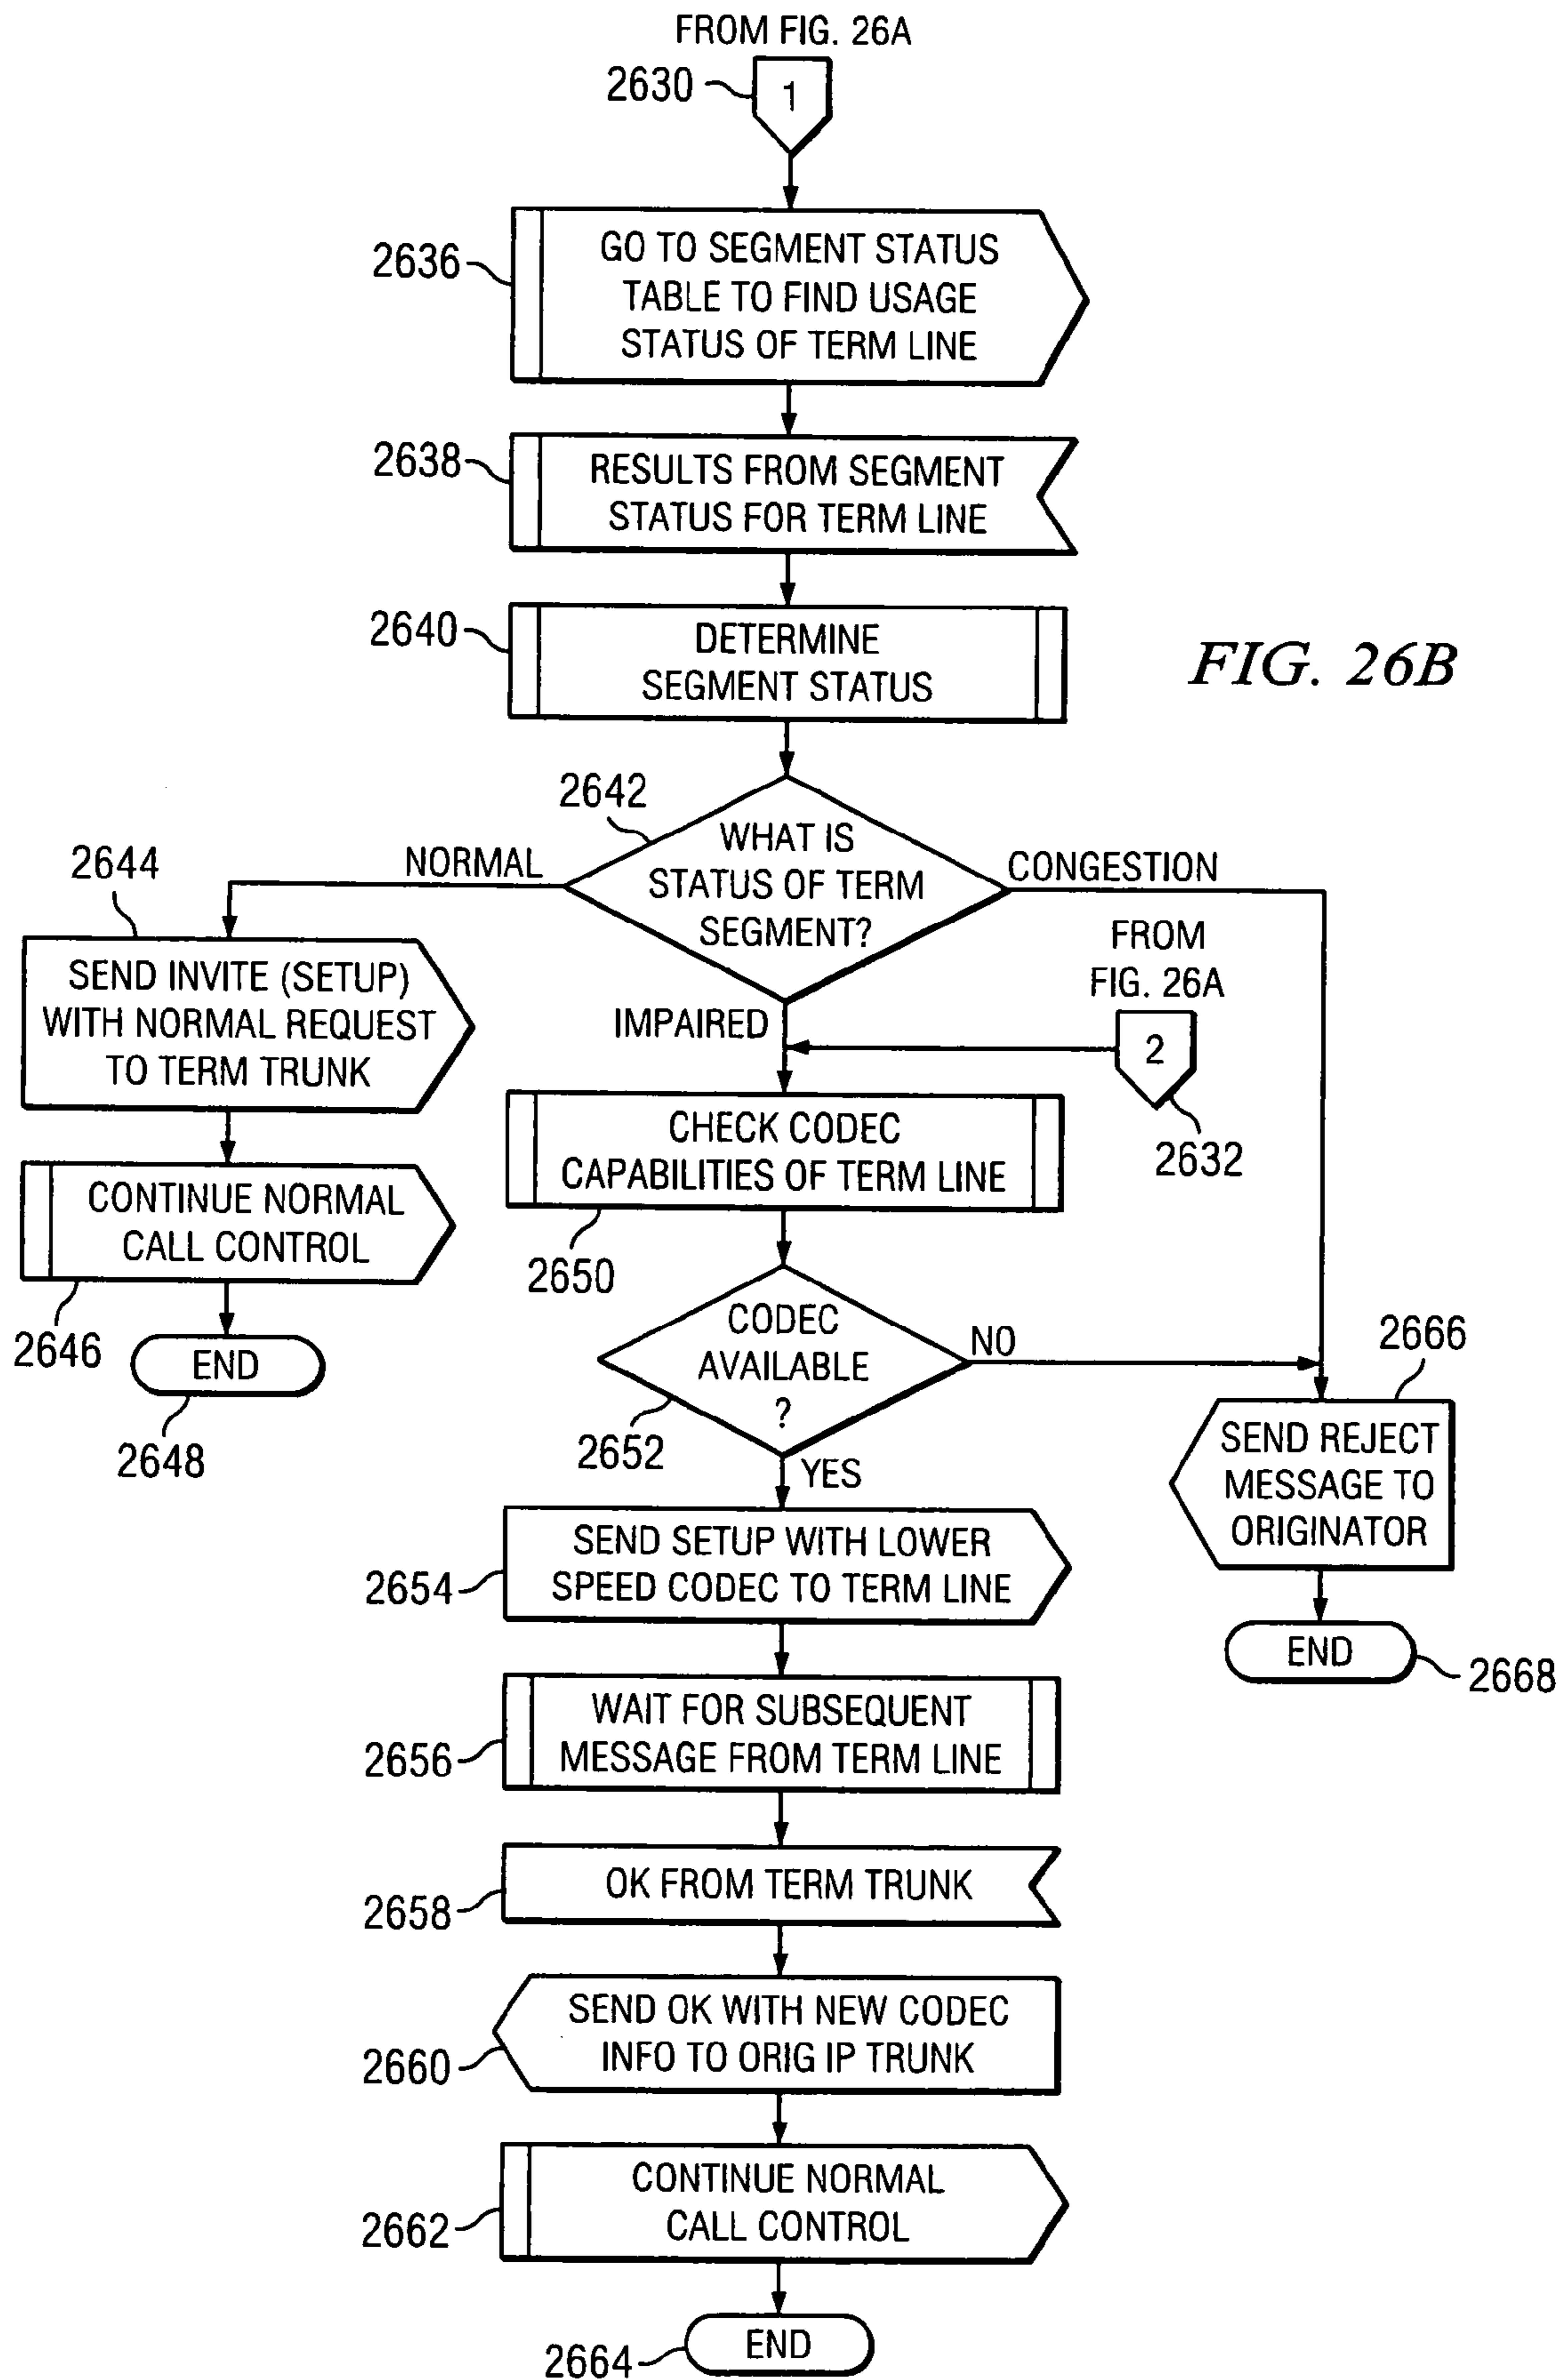 FROM FIG. 26A
2630
1
2636
GO TO SEGMENT STATUS
TABLE TO FIND USAGE
STATUS OF TERM LINE
2638
RESULTS FROM SEGMENT
STATUS FOR TERM LINE
2640
DETERMINE
SEGMENT STATUS
FIG. 26B
2642
WHAT IS
STATUS OF TERM
SEGMENT?
NORMAL
CONGESTION
IMPAIRED
2644
SEND INVITE (SETUP)
WITH NORMAL REQUEST
TO TERM TRUNK
CONTINUE NORMAL
CALL CONTROL
2646
END
2648
FROM
FIG. 26A
2
2632
CHECK CODEC
CAPABILITIES OF TERM LINE
2650
CODEC
AVAILABLE
?
2652
NO
YES
2666
SEND REJECT
MESSAGE TO
ORIGINATOR
END
2668
SEND SETUP WITH LOWER
SPEED CODEC TO TERM LINE
2654
WAIT FOR SUBSEQUENT
MESSAGE FROM TERM LINE
2656
OK FROM TERM TRUNK
2658
SEND OK WITH NEW CODEC
INFO TO ORIG IP TRUNK
2660
CONTINUE NORMAL
CALL CONTROL
2662
END
2664